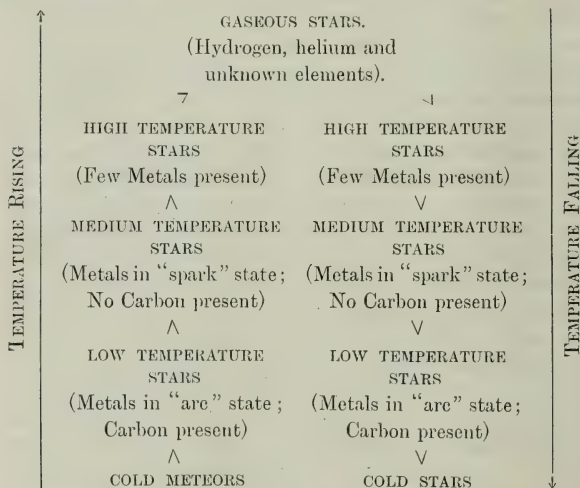 GASEOUS STARS.
(Hydrogen, helium and
unknown elements).
TEMPERATURE RISING
HIGH TEMPERATURE
STARS
(Few Metals present)
MEDIUM TEMPERATURE
STARS
(Metals in “spark” state;
No Carbon present)
LOW TEMPERATURE
STARS
(Metals in “arc” state;
Carbon present)
COLD METEORS
HIGH TEMPERATURE
STARS
(Few Metals present)
MEDIUM TEMPERATURE
STARS
(Metals in “spark” state;
No Carbon present)
LOW TEMPERATURE
STARS
(Metals in “arc” state;
Carbon present)
COLD STARS
TEMPERATURE FALLING